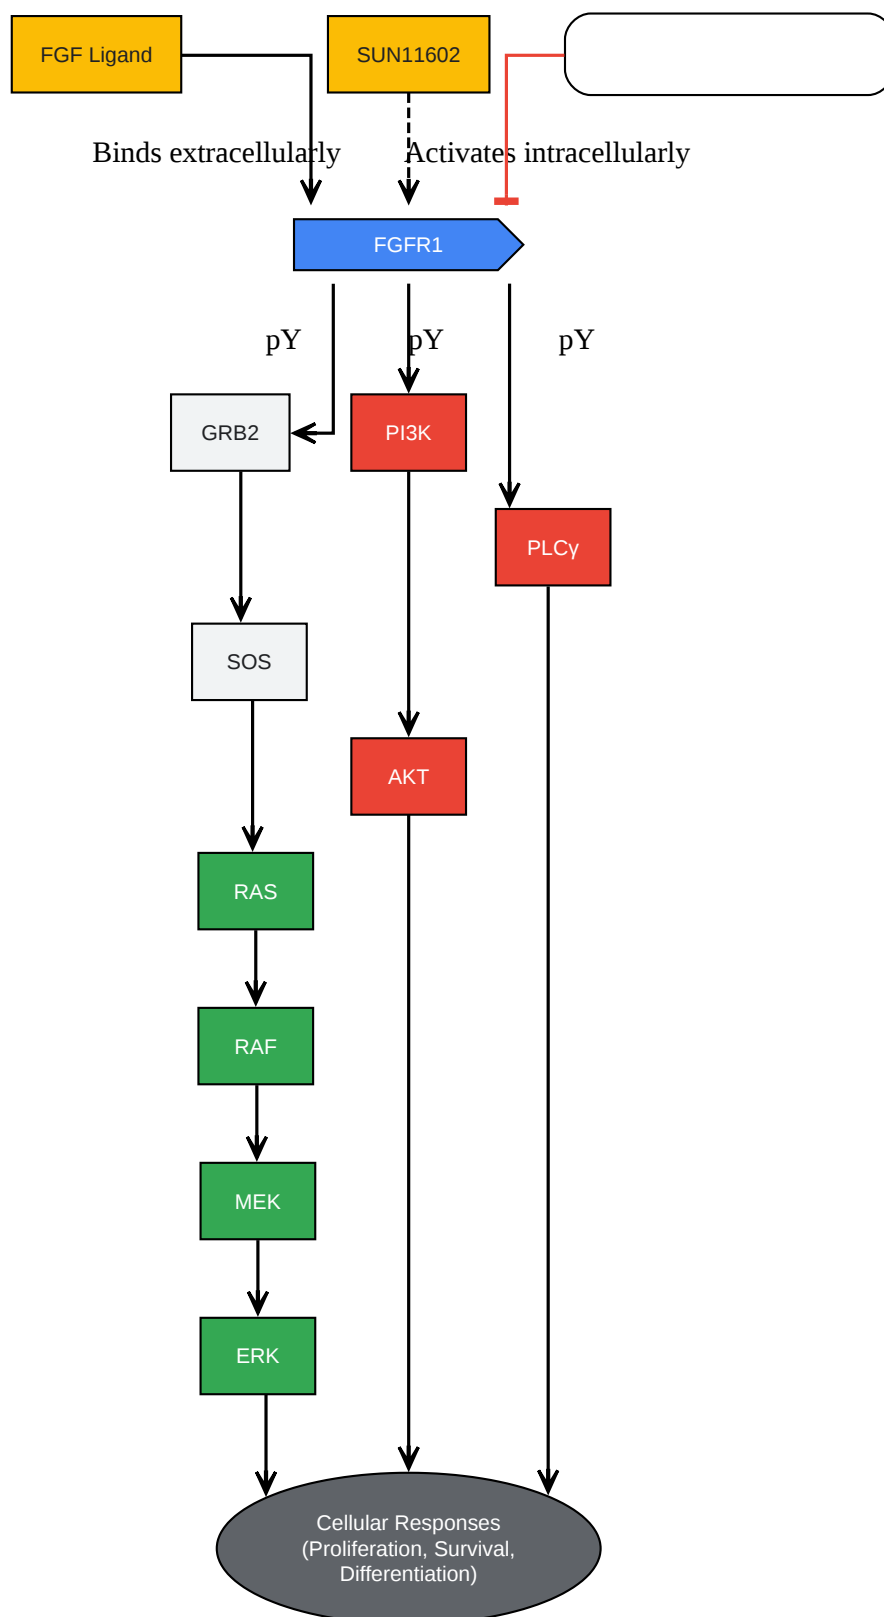 FGF Ligand
SUN11602
Binds extracellularly
Activates intracellularly
FGFR1
pY
pY
pY
GRB2
PI3K
PLCγ
SOS
AKT
RAS
RAF
MEK
ERK
Cellular Responses
(Proliferation, Survival,
Differentiation)